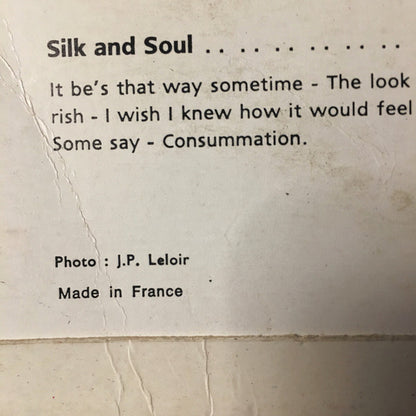 Silk and Soul . . . . . . . . . . . . . .
It be's that way sometime - The look
rish - I wish I knew how it would feel
Some say - Consummation.
Photo : J.P. Leloir
Made in France